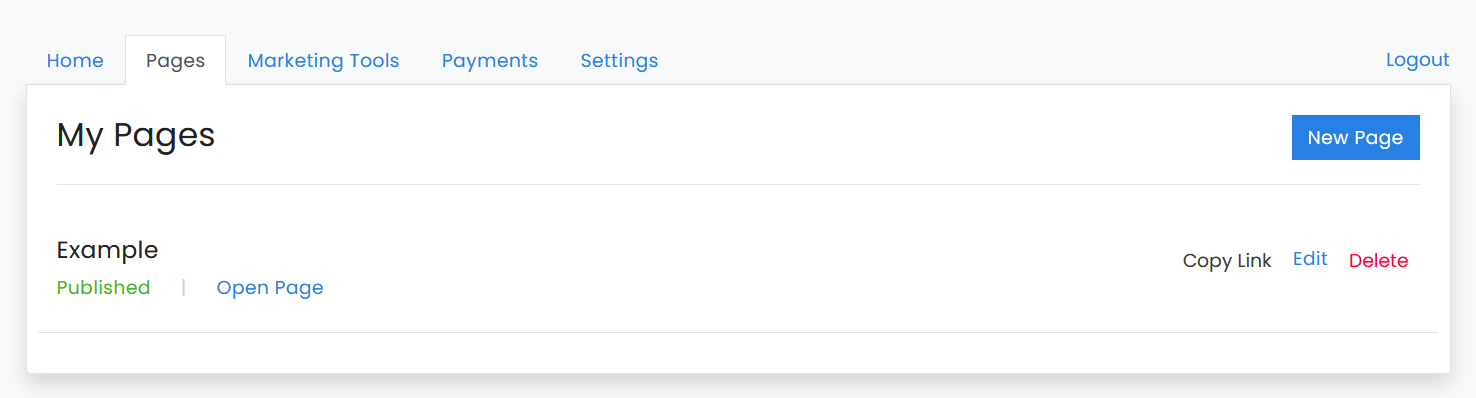 Home Pages Marketing Tools Payments Settings Logout
My Pages New Page
Example
Copy Link Edit Delete
Published | Open Page